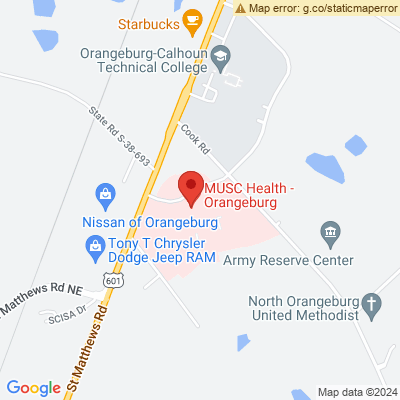 Map error: g.co/staticmaperror
Starbucks
Orangeburg-Calhoun
Technical College
State Rd S-38-693
Cook Rd
MUSC Health -
Orangeburg
Nissan of Orangeburg
Tony T Chrysler
Dodge Jeep RAM
Army Reserve Center
601
Matthews Rd NE
SCISA Dr
St Matthews Rd
North Orangeburg
United Methodist
Google
Map data ©2024